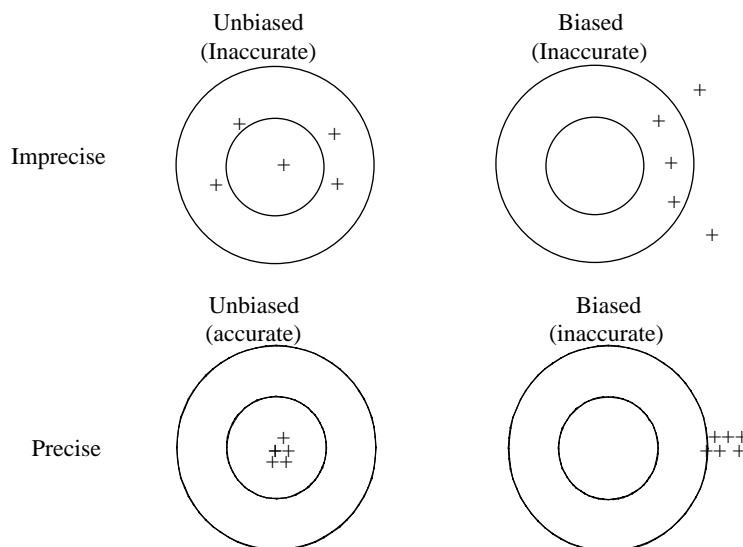 Unbiased
(Inaccurate)
Biased
(Inaccurate)
Imprecise
Unbiased
(accurate)
Biased
(inaccurate)
Precise